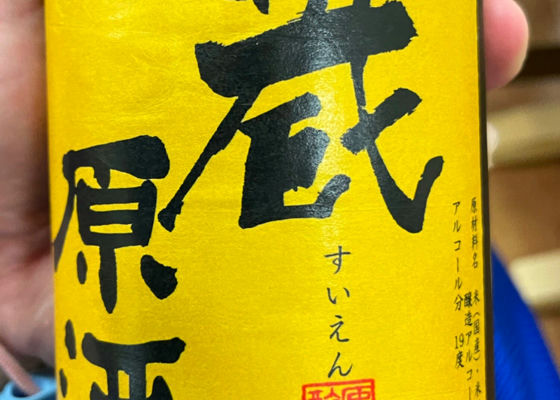 原材料名 米(国産)・米
醸造アルコー
アルコール分 19度
蔵
すいえん
原酒